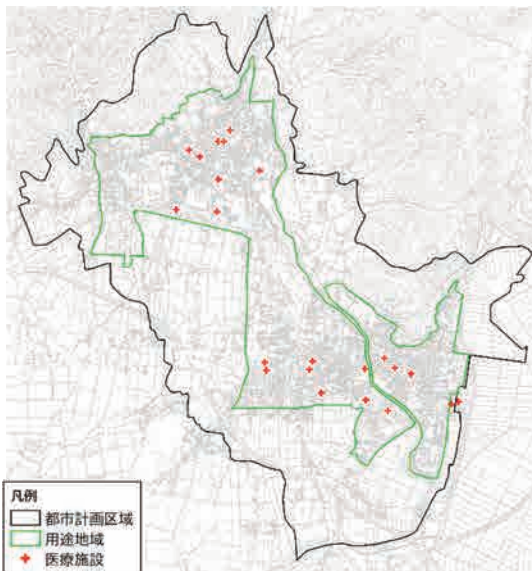 凡例
都市計画区域
用途地域
医療施設